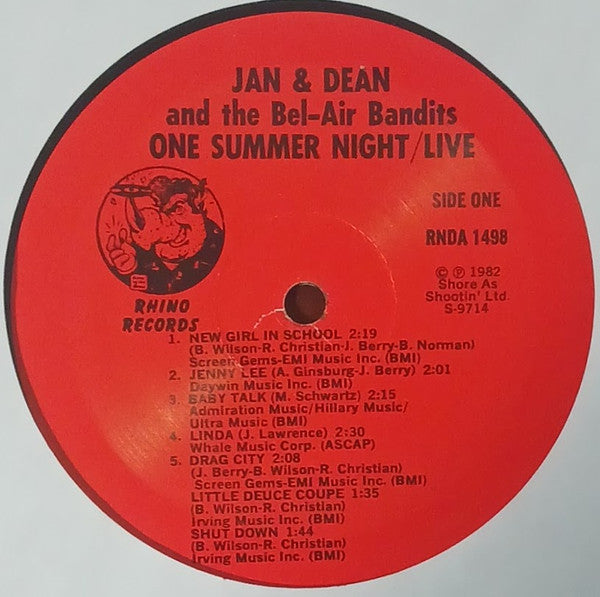 JAN & DEAN
and the Bel-Air Bandits
ONE SUMMER NIGHT/LIVE
SIDE ONE
RNDA 1498
© ℗ 1982
Shore As
Shootin' Ltd.
S-9714
RHINO
RECORDS
1. NEW GIRL IN SCHOOL 2:19
(B. Wilson-R. Christian-J. Berry-B. Norman)
Screen Gems-EMI Music Inc. (BMI)
2. JENNY LEE (A. Ginsburg-J. Berry) 2:01
Daywin Music Inc. (BMI)
3. BABY TALK (M. Schwartz) 2:15
Admiration Music/Hillary Music/
Ultra Music (BMI)
4. LINDA (J. Lawrence) 2:30
Whale Music Corp. (ASCAP)
5. DRAG CITY 2:08
(J. Berry-B. Wilson-R. Christian)
Screen Gems-EMI Music Inc. (BMI)
LITTLE DEUCE COUPE 1:35
(B. Wilson-R. Christian)
Irving Music Inc. (BMI)
SHUT DOWN 1:44
(B. Wilson-R. Christian)
Irving Music Inc. (BMI)